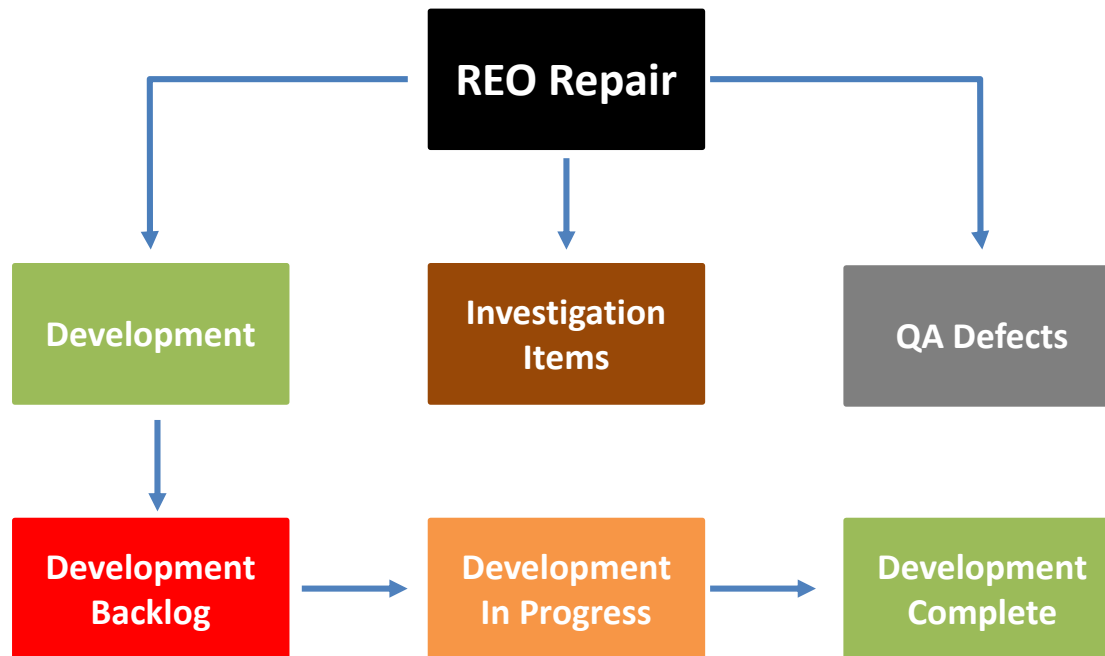 REO Repair
Development
Investigation
Items
QA Defects
Development
Backlog
Development
In Progress
Development
Complete